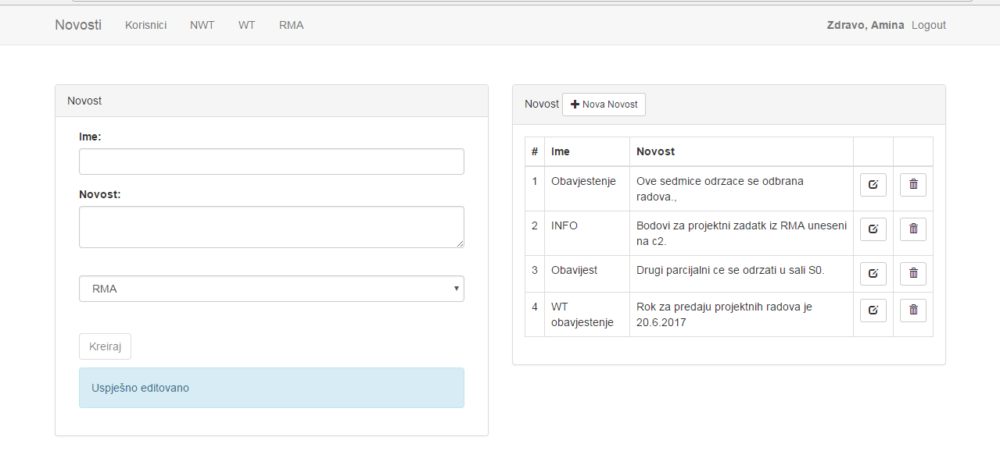 Novosti Korisnici NWT WT RMA Zdravo, Amina Logout
Novost
Ime:
Novost:
RMA
Kreiraj
Uspješno editovano
Novost Nova Novost
# Ime Novost
1 Obavjestenje Ove sedmice odrzace se odbrana
radova.,
2 INFO Bodovi za projektni zadatk iz RMA uneseni
na c2.
3 Obavijest Drugi parcijalni ce se odrzati u sali S0.
4 WT Rok za predaju projektnih radova je
obavjestenje 20.6.2017